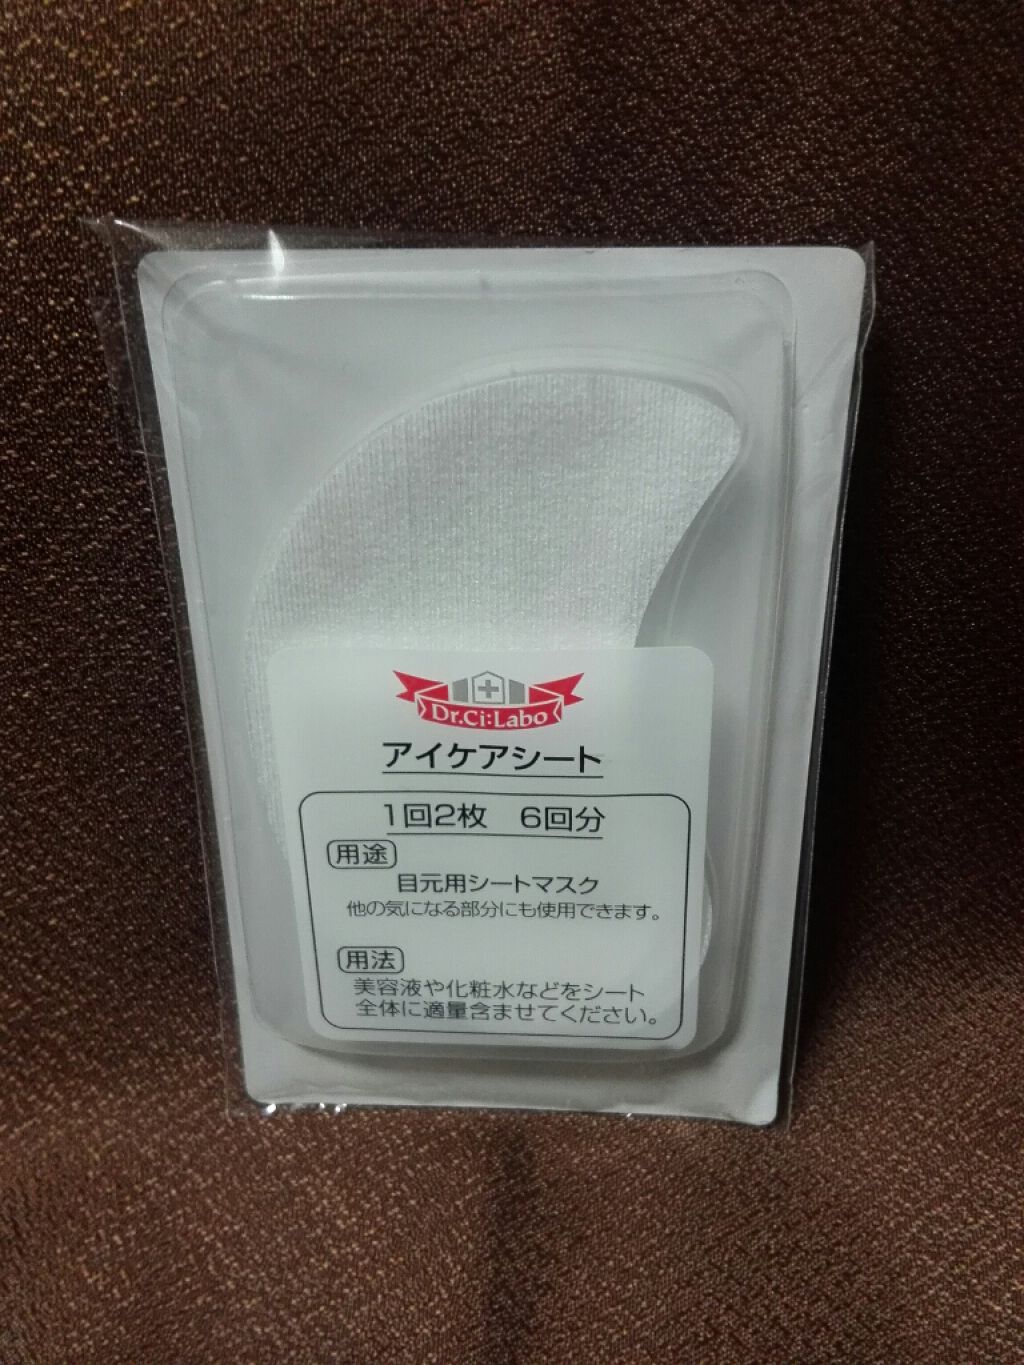 Dr.Ci:Labo
アイケアシート
1回2枚 6回分
用途
目元用シートマスク
他の気になる部分にも使用できます。
用法
美容液や化粧水などをシート
全体に適量含ませてください。